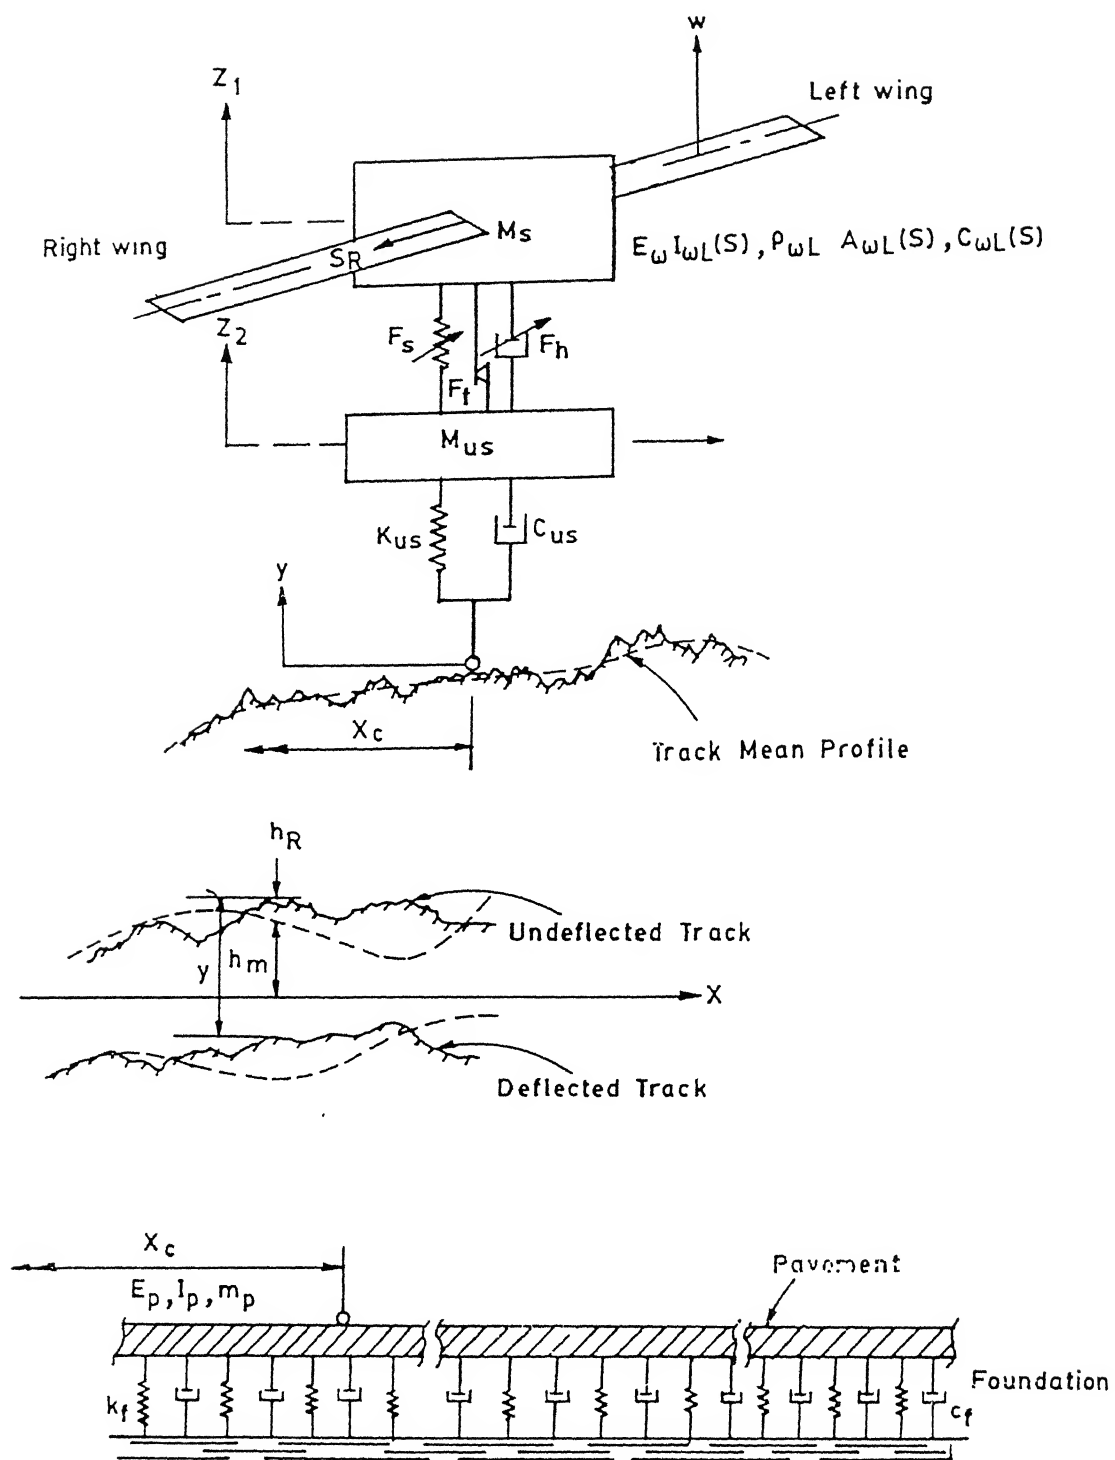 w
Z1
Left wing
Right wing
Ms
SR
EωIωL(S), PωL AωL(S), CωL(S)
Z2
Fs
Fh
Ff
Mus
Kus
Cus
y
Xc
Track Mean Profile
hR
Undeflected Track
y
hm
X
Deflected Track
Xc
Ep, Ip, mp
Pavement
Foundation
kf
cf